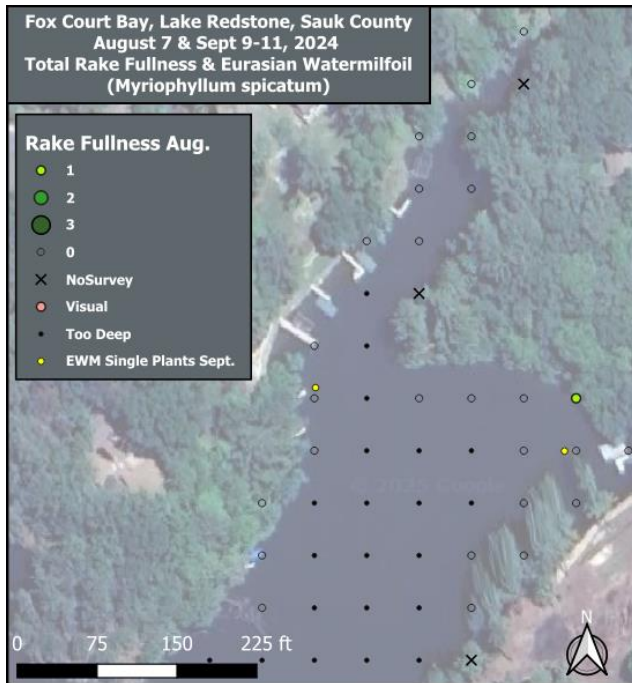 Fox Court Bay, Lake Redstone, Sauk County
August 7 & Sept 9-11, 2024
Total Rake Fullness & Eurasian Watermilfoil
(Myriophyllum spicatum)
Rake Fullness Aug.
1
2
3
0
NoSurvey
Visual
Too Deep
EWM Single Plants Sept.
© 2025 Google
0 75 150 225 ft
N